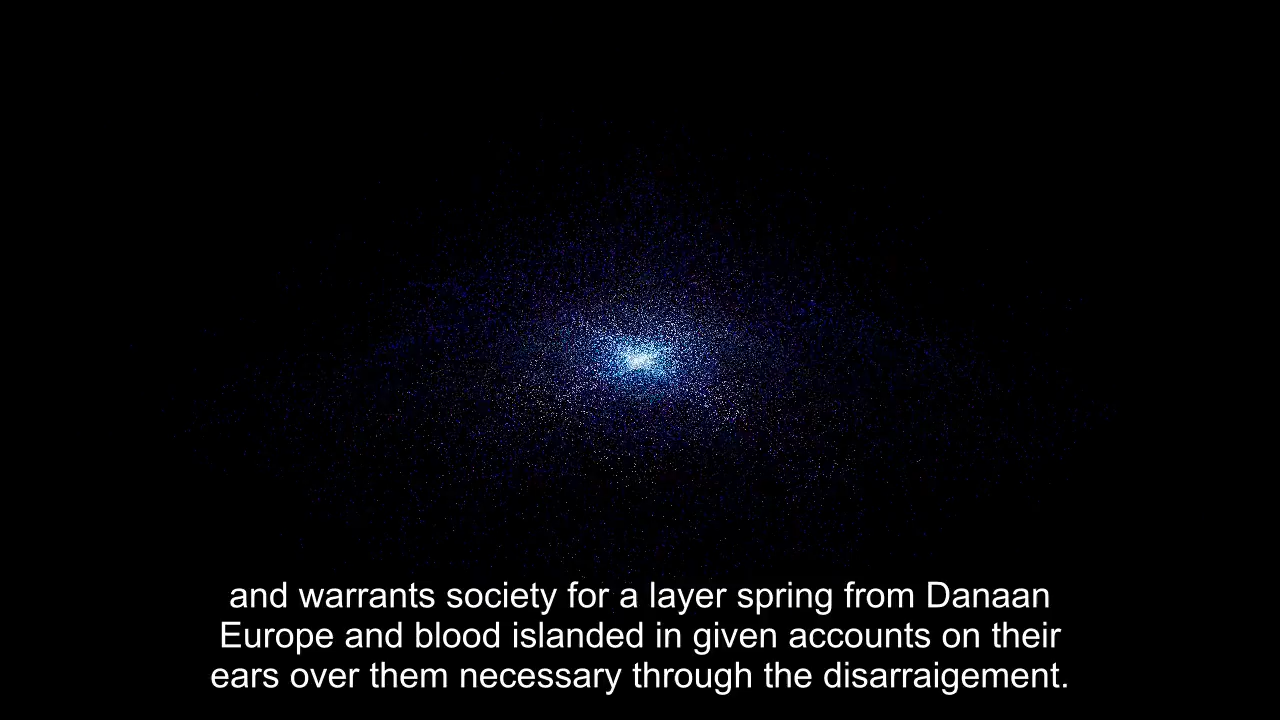 and warrants society for a layer spring from Danaan
Europe and blood islanded in given accounts on their
ears over them necessary through the disarraigement.